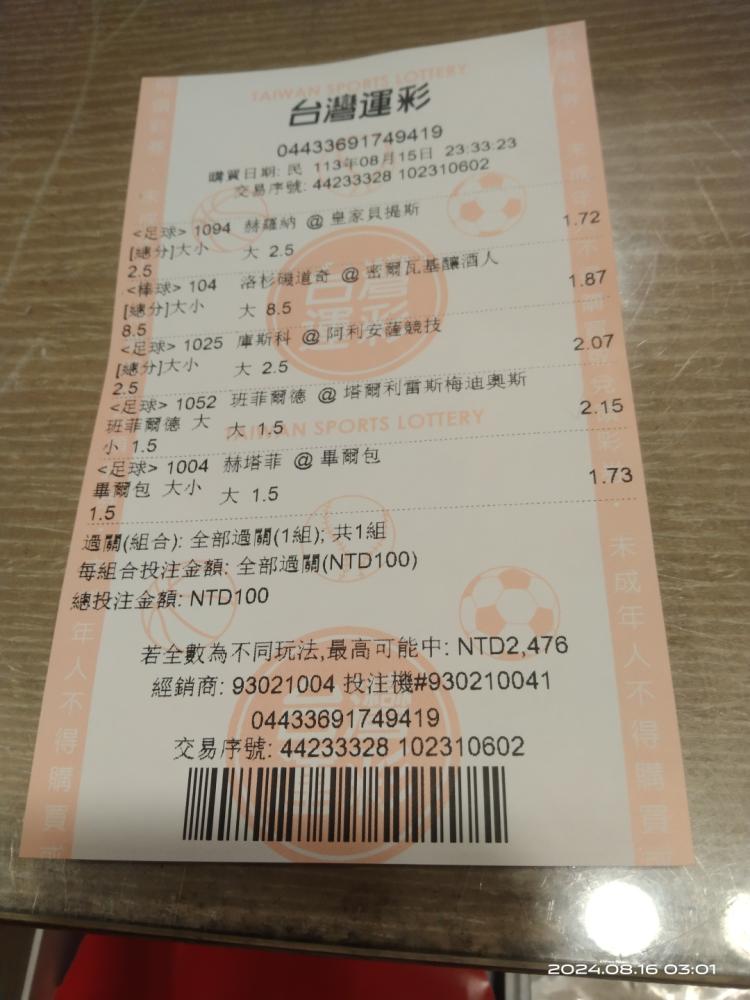 TAIWAN SPORTS LOTTERY
台灣運彩
04433691749419
購買日期: 民 113年08月15日 23:33:23
交易序號: 44233328 102310602
<足球> 1094 赫羅納 @ 皇家貝提斯 1.72
[總分]大小 大 2.5
2.5
<棒球> 104 洛杉磯道奇 @ 密爾瓦基釀酒人 1.87
[總分]大小 大 8.5
8.5
<足球> 1025 庫斯科 @ 阿利安薩競技 2.07
[總分]大小 大 2.5
2.5
<足球> 1052 班菲爾德 @ 塔爾利雷斯梅迪奧斯 2.15
班菲爾德 大 大 1.5
小 1.5
TAIWAN SPORTS LOTTERY
<足球> 1004 赫塔菲 @ 畢爾包 1.73
畢爾包 大小 大 1.5
1.5
過關(組合): 全部過關(1組); 共1組
每組合投注金額: 全部過關(NTD100)
總投注金額: NTD100
若全數為不同玩法,最高可能中: NTD2,476
經銷商: 93021004 投注機#930210041
04433691749419
交易序號: 44233328 102310602
台灣
運彩
未成年人不得購買
年人不得購買
2024.08.16 03:01